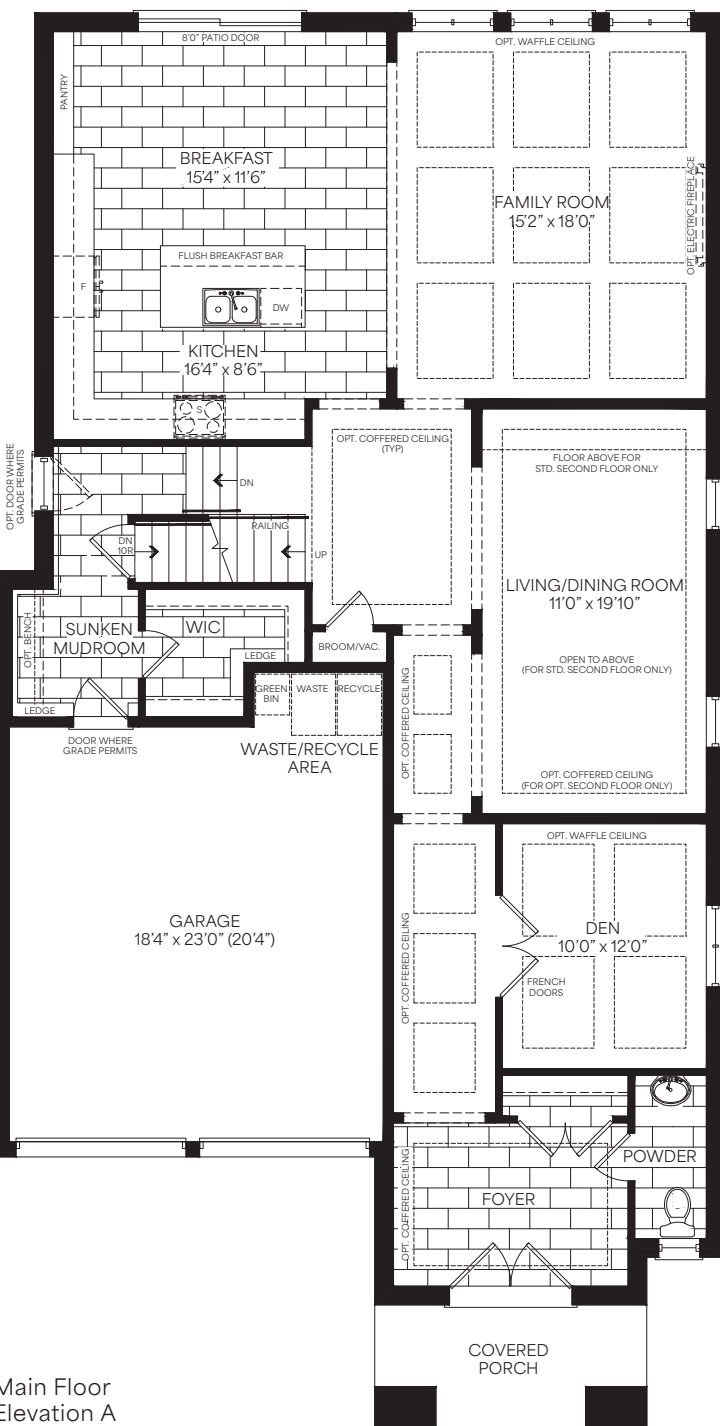 8'0" PATIO DOOR
OPT. WAFFLE CEILING
PANTRY
BREAKFAST
15'4" x 11'6"
FAMILY ROOM
15'2" x 18'0"
OPT. ELECTRIC FIREPLACE
FLUSH BREAKFAST BAR
F
DW
KITCHEN
16'4" x 8'6"
S
OPT. COFFERED CEILING
(TYP)
FLOOR ABOVE FOR
STD. SECOND FLOOR ONLY
OPT. DOOR WHERE
GRADE PERMITS
DN
RAILING
DN
10R
UP
LIVING/DINING ROOM
11'0" x 19'10"
OPT. BENCH
SUNKEN
MUDROOM
WIC
LEDGE
BROOM/VAC.
OPEN TO ABOVE
(FOR STD. SECOND FLOOR ONLY)
LEDGE
GREEN
BIN
WASTE
RECYCLE
OPT. COFFERED CEILING
DOOR WHERE
GRADE PERMITS
WASTE/RECYCLE
AREA
OPT. COFFERED CEILING
(FOR OPT. SECOND FLOOR ONLY)
OPT. WAFFLE CEILING
GARAGE
18'4" x 23'0" (20'4")
OPT. COFFERED CEILING
DEN
10'0" x 12'0"
FRENCH
DOORS
OPT. COFFERED CEILING
POWDER
FOYER
COVERED
PORCH
Main Floor
Elevation A